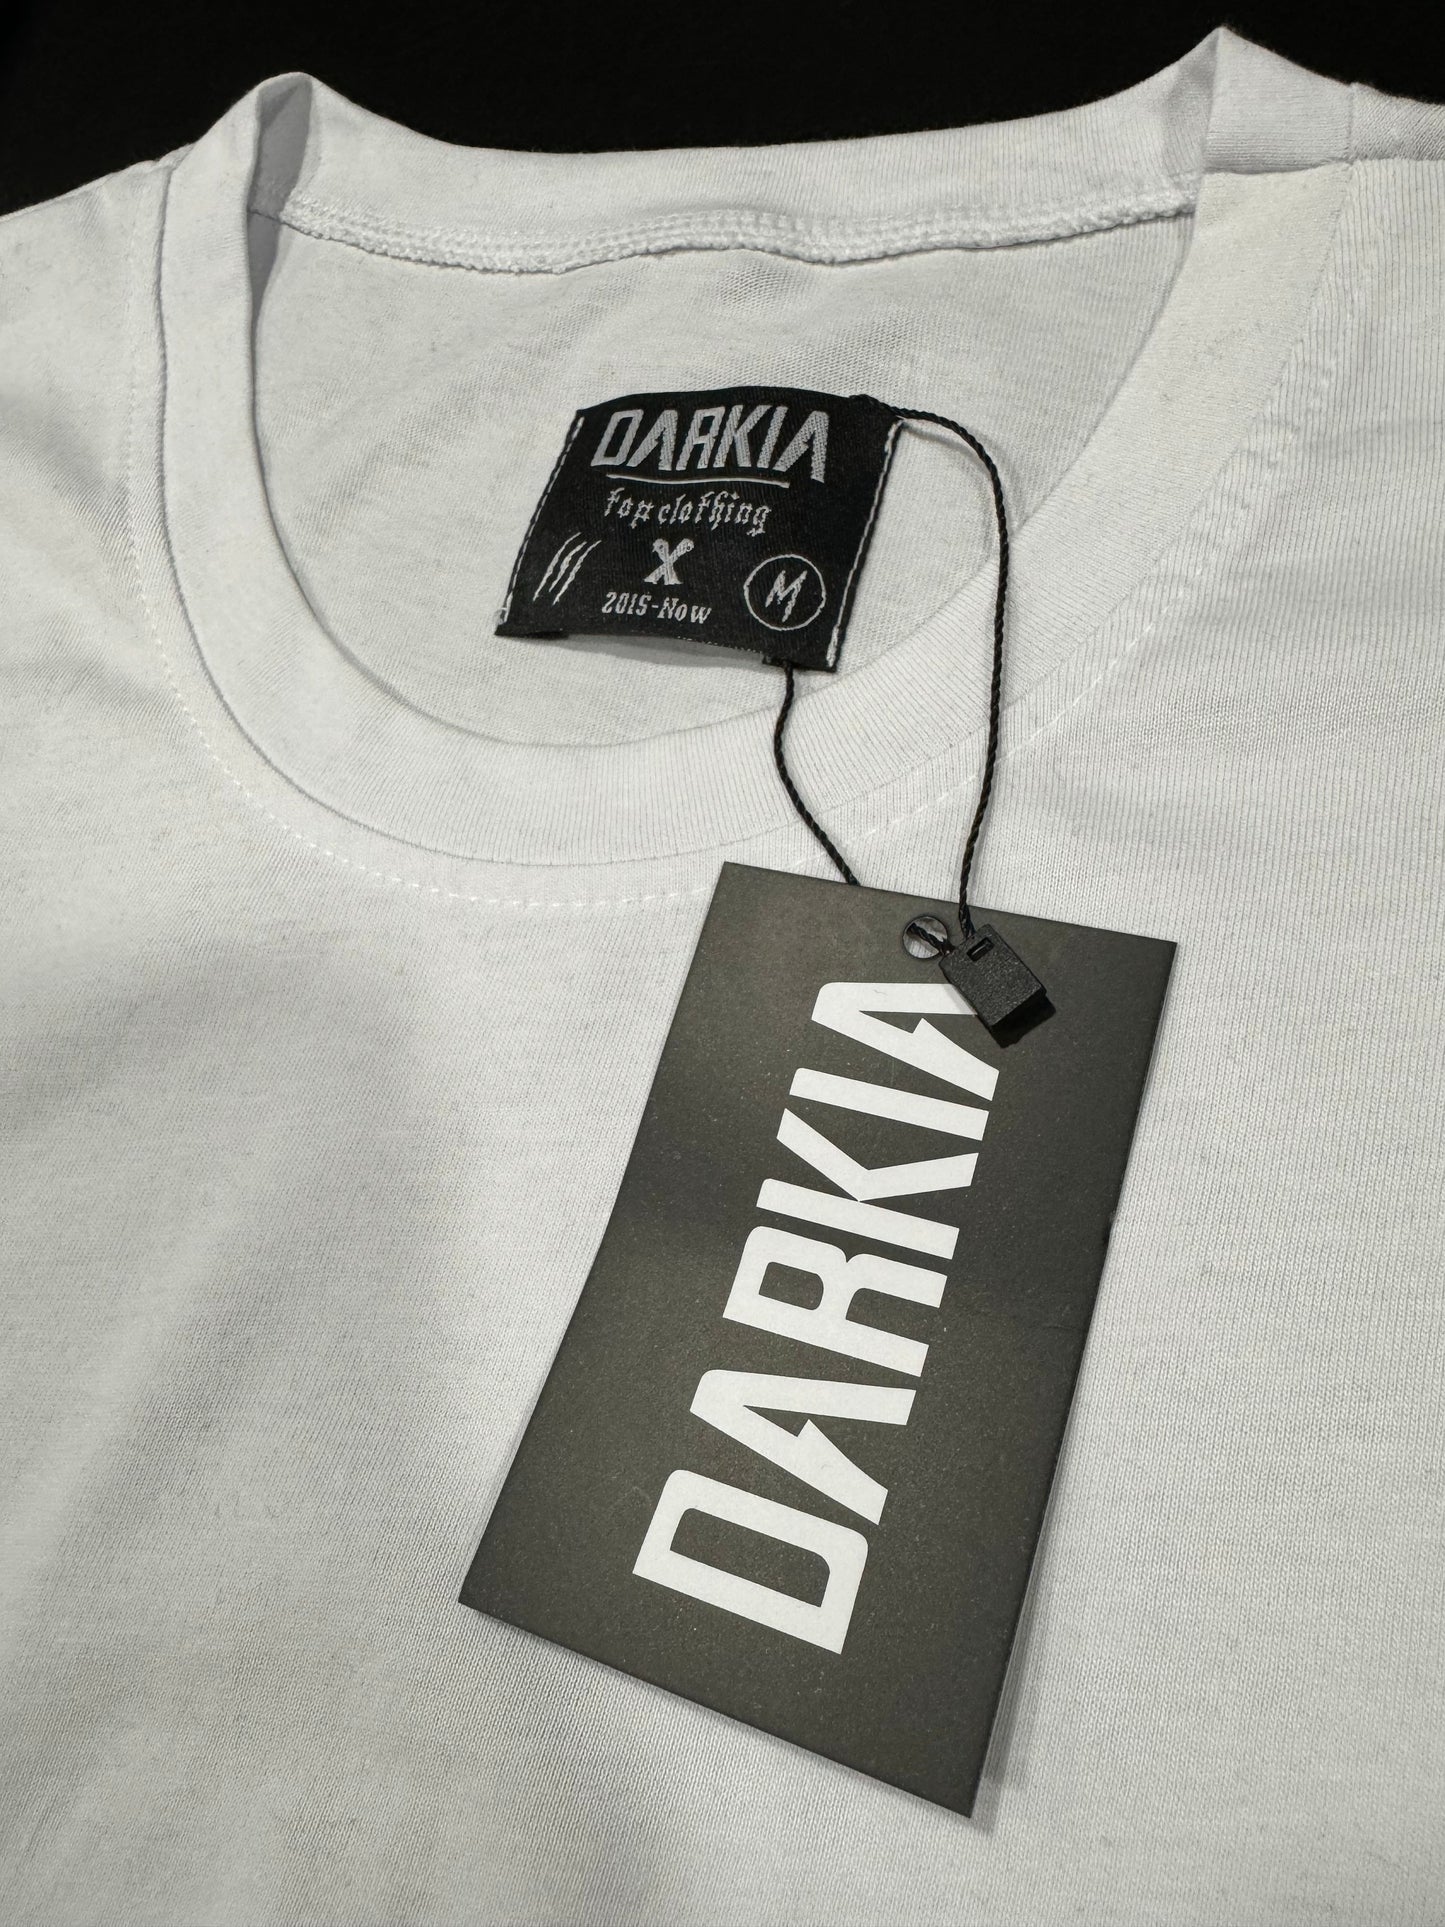 DARKIA
top clothing
X
2015-Now
M
DARKIA